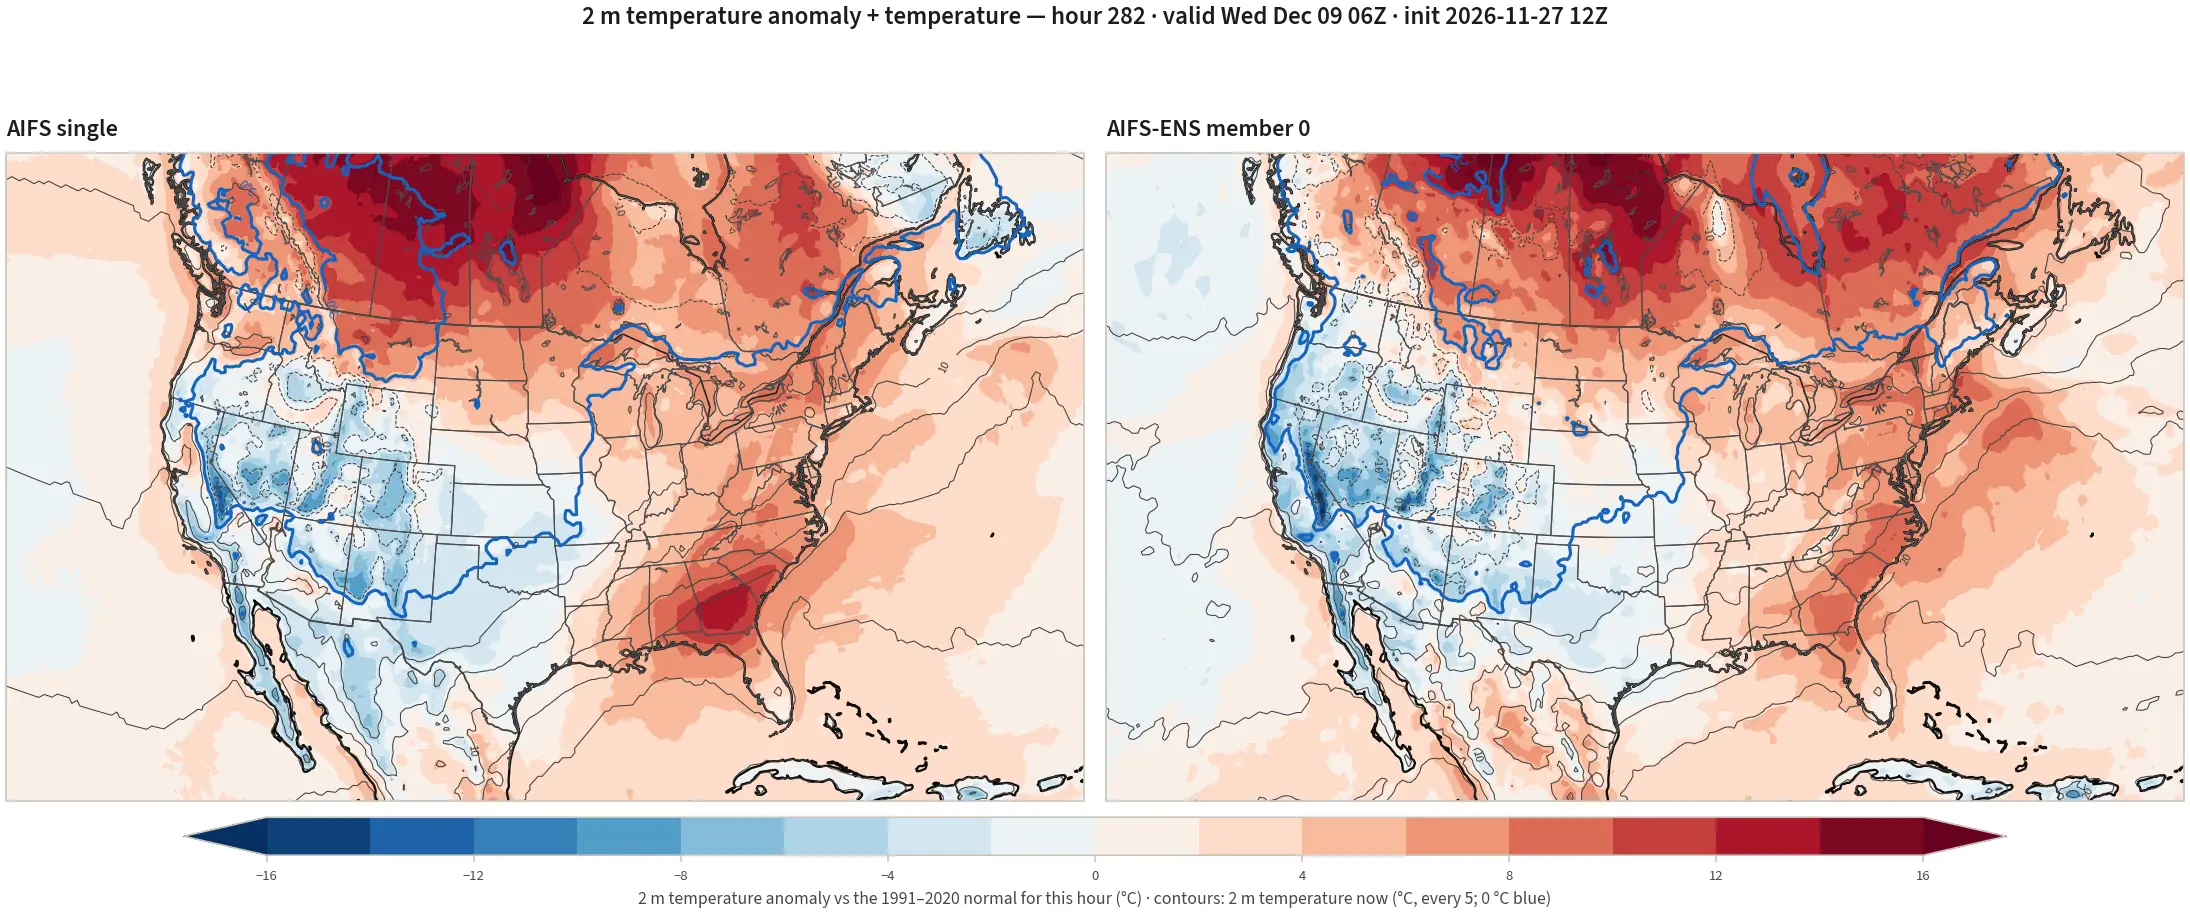 2 m temperature anomaly + temperature — hour 282 · valid Wed Dec 09 06Z · init 2026-11-27 12Z
AIFS single
AIFS-ENS member 0
10
10
−16
−12
−8
−4
0
4
8
12
16
2 m temperature anomaly vs the 1991–2020 normal for this hour (°C) · contours: 2 m temperature now (°C, every 5; 0 °C blue)